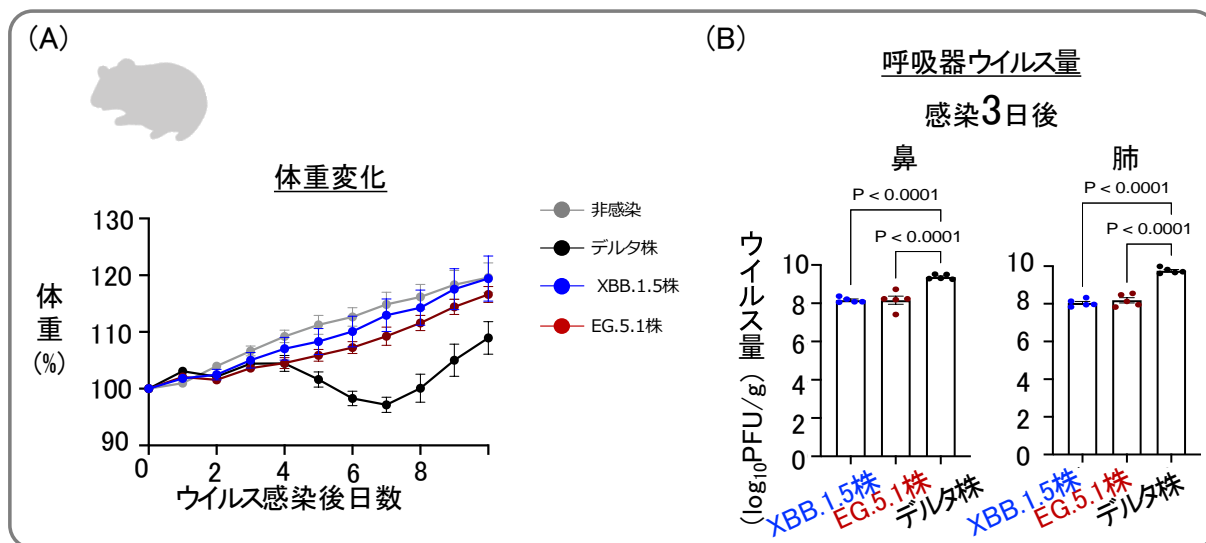 (A)
体重変化
130
120
110
100
90
体重
(%)
0
2
4
6
8
ウイルス感染後日数
非感染
デルタ株
XBB.1.5株
EG.5.1株
(B)
呼吸器ウイルス量
感染3日後
鼻
P < 0.0001
P < 0.0001
ウイルス量
(log₁₀PFU/g)
10
8
6
4
2
0
XBB.1.5株
EG.5.1株
デルタ株
肺
P < 0.0001
P < 0.0001
10
8
6
4
2
0
XBB.1.5株
EG.5.1株
デルタ株